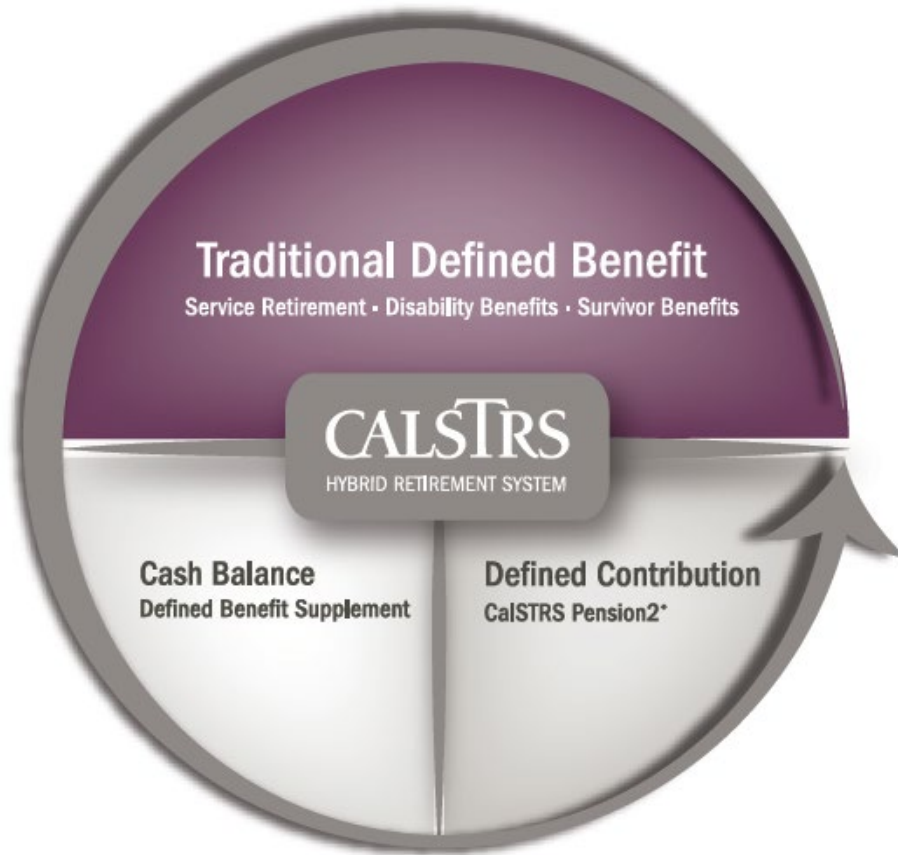 Traditional Defined Benefit
Service Retirement · Disability Benefits · Survivor Benefits
CALSTRS
HYBRID RETIREMENT SYSTEM
Cash Balance
Defined Benefit Supplement
Defined Contribution
CalSTRS Pension2*